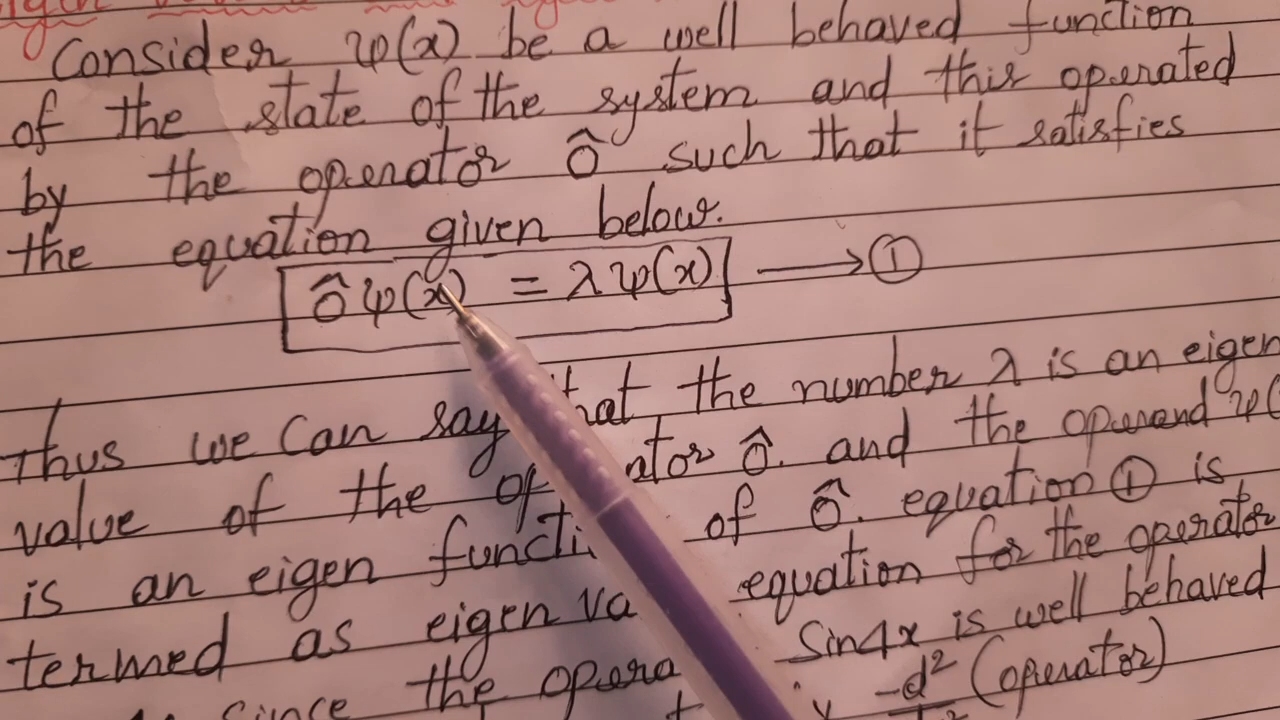 Consider ψ(x) be a well behaved function
of the state of the system and this operated
by the operator Ô such that it satisfies
the equation given below.
Ôψ(x) = λψ(x) → ①
Thus we can say that the number λ is an eigen
value of the ator Ô. and the operand ψ(
is an eigen functi of Ô. equation ① is
termed as eigen va equation for the operator
Since the opera Sin4x is well behaved
-d² (operator)